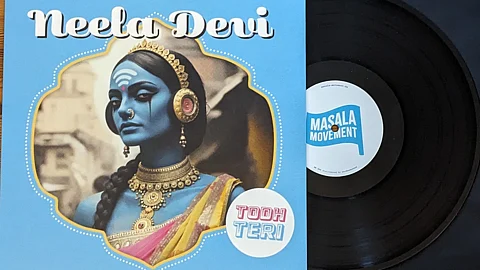 Neela Devi
TOOH
TERI
MASALA
MOVEMENT